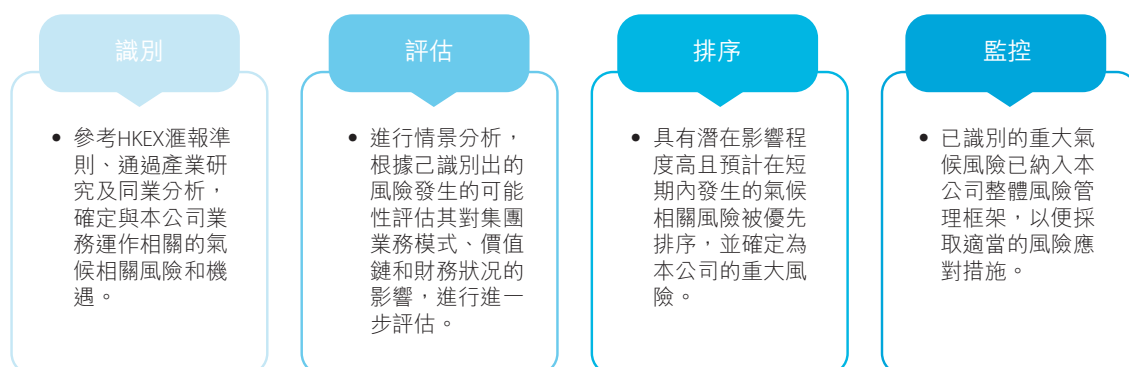 識別
• 參考HKEX滙報準
則、通過產業研
究及同業分析，
確定與本公司業
務運作相關的氣
候相關風險和機
遇。
評估
• 進行情景分析，
根據己識別出的
風險發生的可能
性評估其對集團
業務模式、價值
鏈和財務狀況的
影響，進行進一
步評估。
排序
• 具有潛在影響程
度高且預計在短
期內發生的氣候
相關風險被優先
排序，並確定為
本公司的重大風
險。
監控
• 已識別的重大氣
候風險已納入本
公司整體風險管
理框架，以便採
取適當的風險應
對措施。